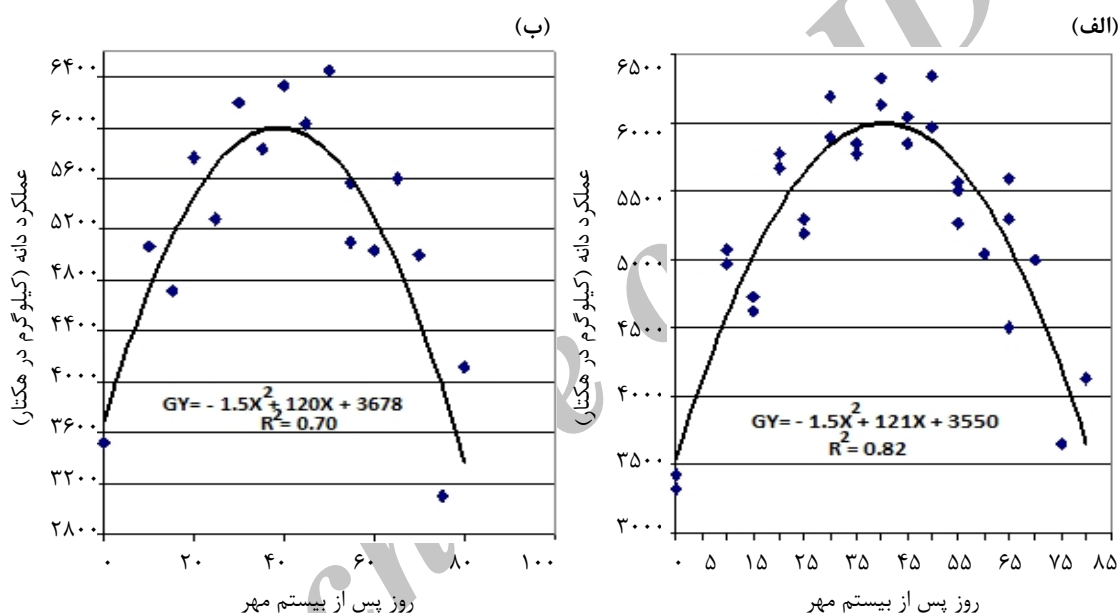 (الف)
عملکرد دانه (کیلوگرم در هکتار)
۶۵۰۰
۶۰۰۰
۵۵۰۰
۵۰۰۰
۴۵۰۰
۴۰۰۰
۳۵۰۰
۳۰۰۰
GY= - 1.5X² + 121X + 3550
R² = 0.82
۰ ۵ ۱۵ ۲۵ ۳۵ ۴۵ ۵۵ ۶۵ ۷۵ ۸۵
روز پس از بیستم مهر
(ب)
عملکرد دانه (کیلوگرم در هکتار)
۶۴۰۰
۶۰۰۰
۵۶۰۰
۵۲۰۰
۴۸۰۰
۴۴۰۰
۴۰۰۰
۳۶۰۰
۳۲۰۰
۲۸۰۰
GY= - 1.5X² + 120X + 3678
R² = 0.70
۰ ۲۰ ۴۰ ۶۰ ۸۰ ۱۰۰
روز پس از بیستم مهر